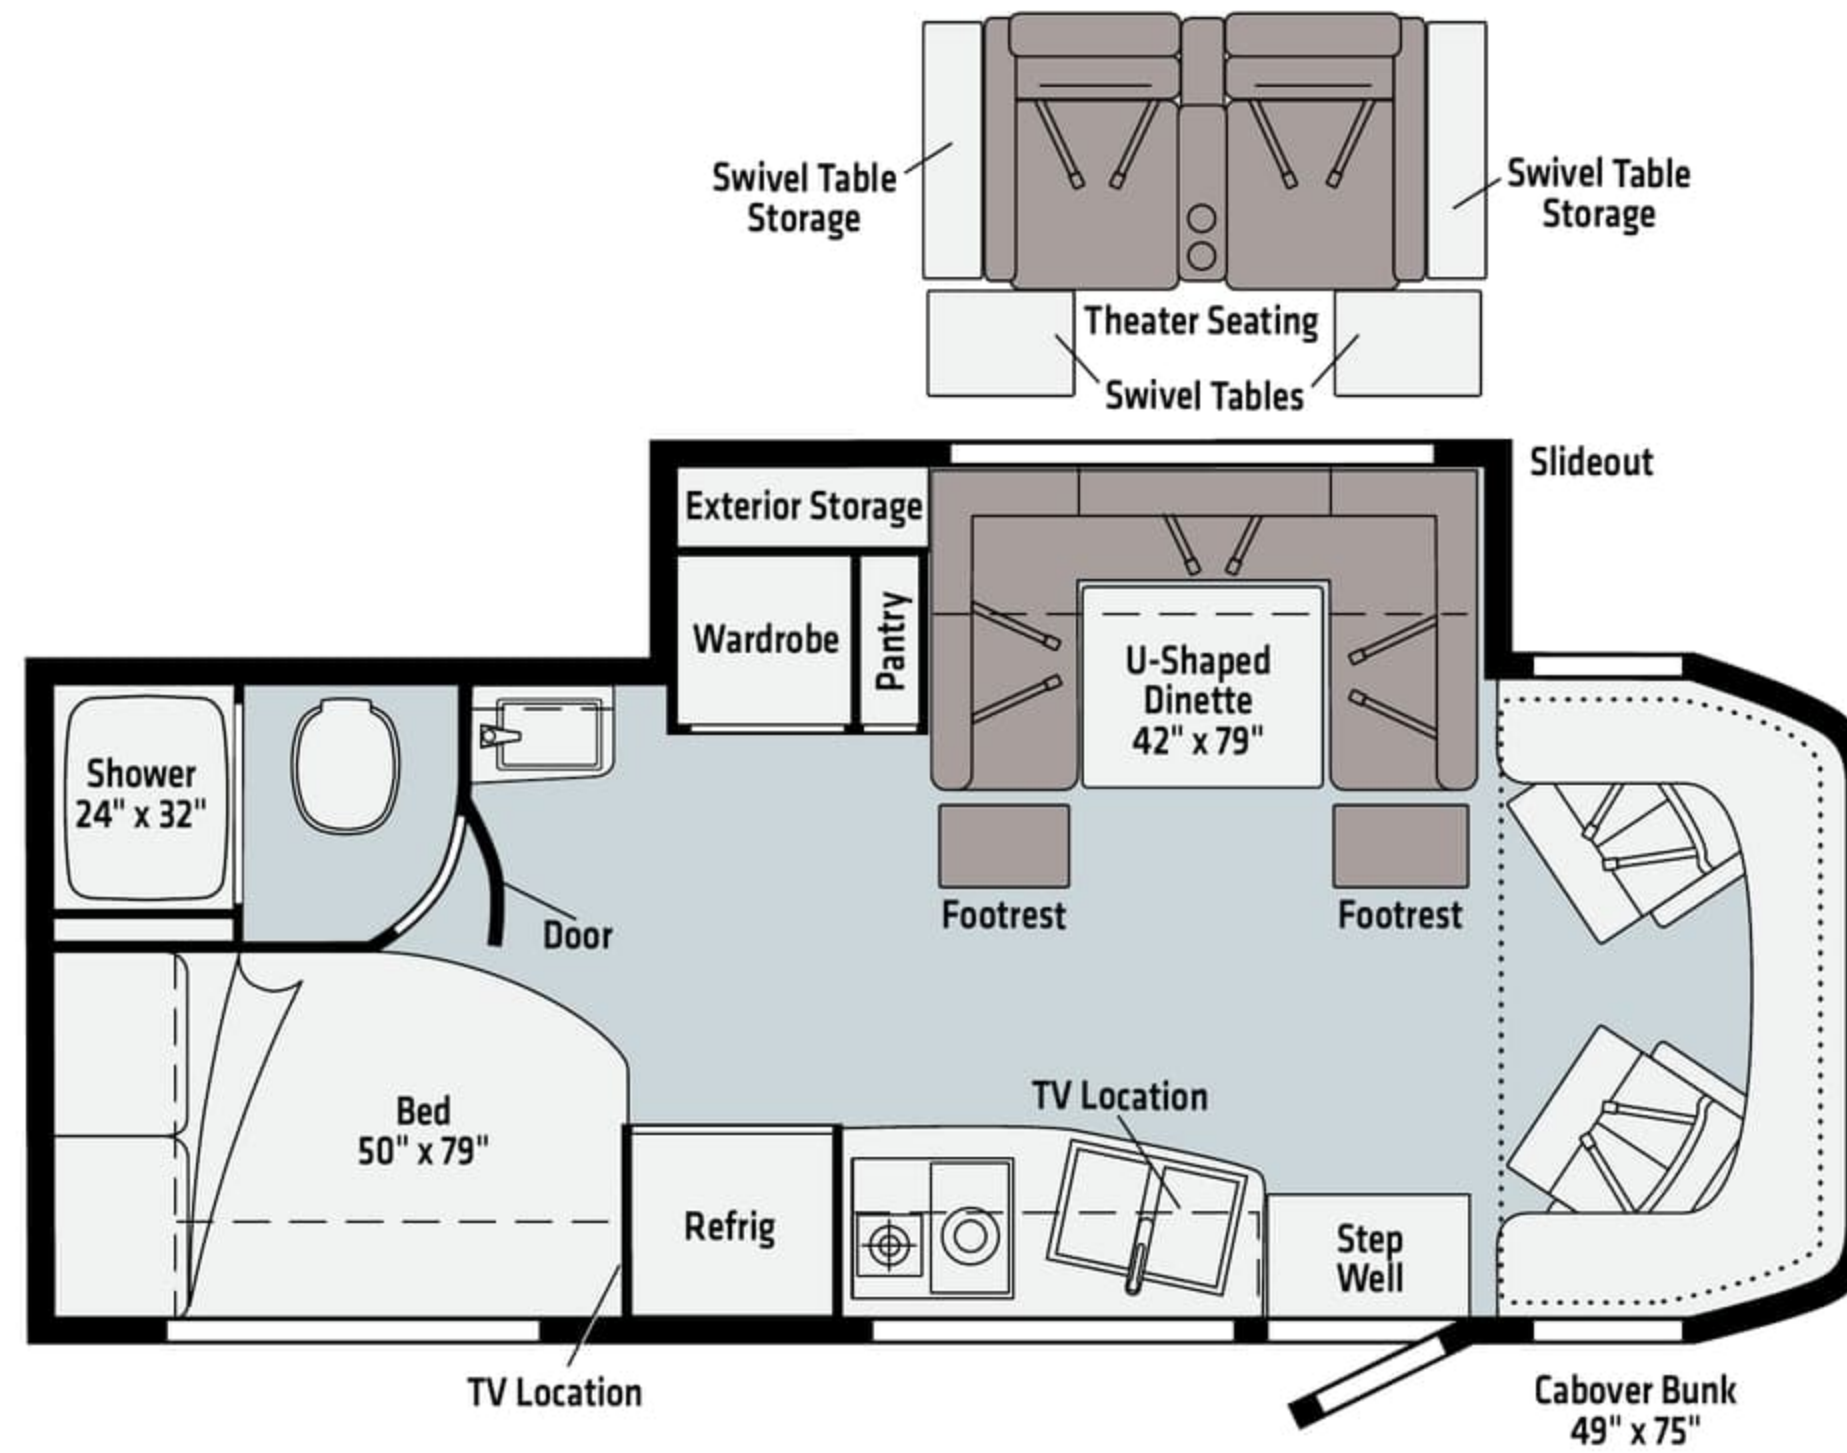 Swivel Table
Storage
Swivel Table
Storage
Theater Seating
Swivel Tables
Slideout
Exterior Storage
Wardrobe
Pantry
U-Shaped
Dinette
42" x 79"
Shower
24" x 32"
Door
Footrest
Footrest
TV Location
Bed
50" x 79"
Refrig
Step
Well
TV Location
Cabover Bunk
49" x 75"